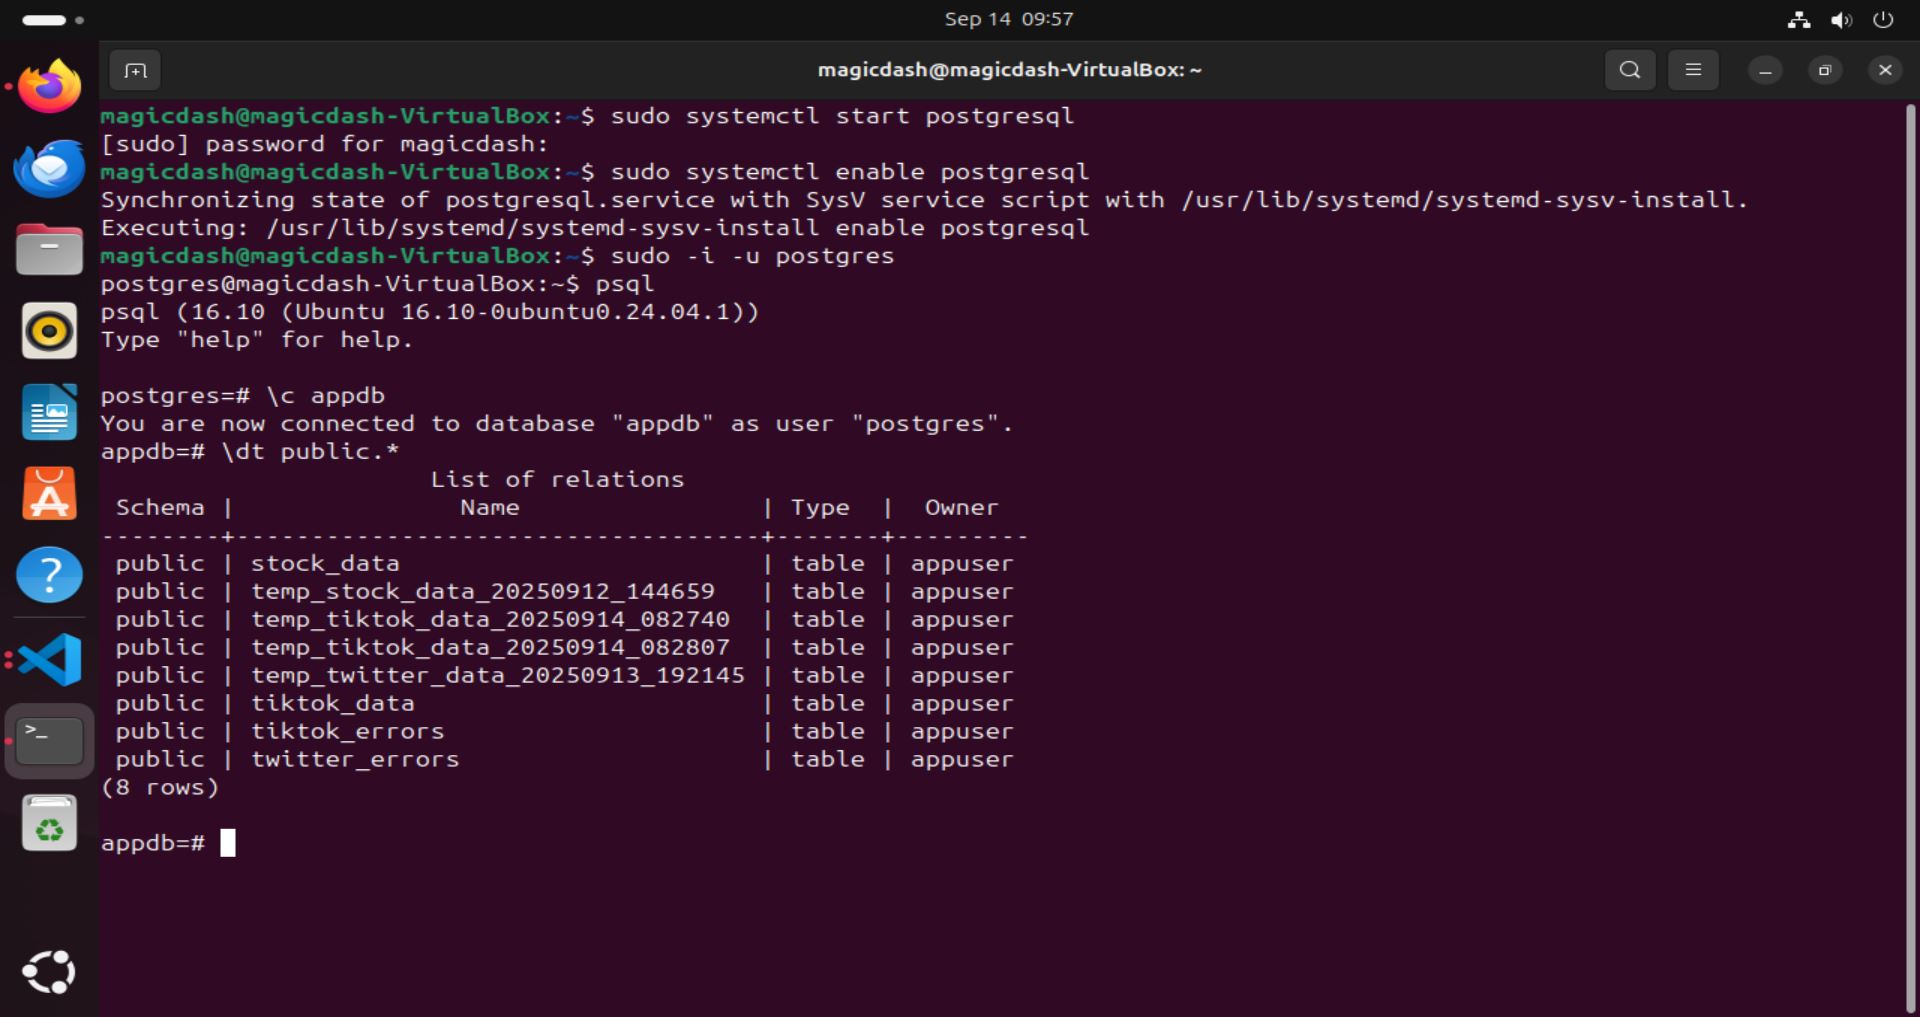 Sep 14 09:57
magicdash@magicdash-VirtualBox: ~
magicdash@magicdash-VirtualBox:~$ sudo systemctl start postgresql
[sudo] password for magicdash:
magicdash@magicdash-VirtualBox:~$ sudo systemctl enable postgresql
Synchronizing state of postgresql.service with SysV service script with /usr/lib/systemd/systemd-sysv-install.
Executing: /usr/lib/systemd/systemd-sysv-install enable postgresql
magicdash@magicdash-VirtualBox:~$ sudo -i -u postgres
postgres@magicdash-VirtualBox:~$ psql
psql (16.10 (Ubuntu 16.10-0ubuntu0.24.04.1))
Type "help" for help.

postgres=# \c appdb
You are now connected to database "appdb" as user "postgres".
appdb=# \dt public.*
                      List of relations
 Schema |               Name                | Type  |  Owner
--------+-----------------------------------+-------+---------
 public | stock_data                        | table | appuser
 public | temp_stock_data_20250912_144659   | table | appuser
 public | temp_tiktok_data_20250914_082740  | table | appuser
 public | temp_tiktok_data_20250914_082807  | table | appuser
 public | temp_twitter_data_20250913_192145 | table | appuser
 public | tiktok_data                       | table | appuser
 public | tiktok_errors                     | table | appuser
 public | twitter_errors                    | table | appuser
(8 rows)

appdb=#